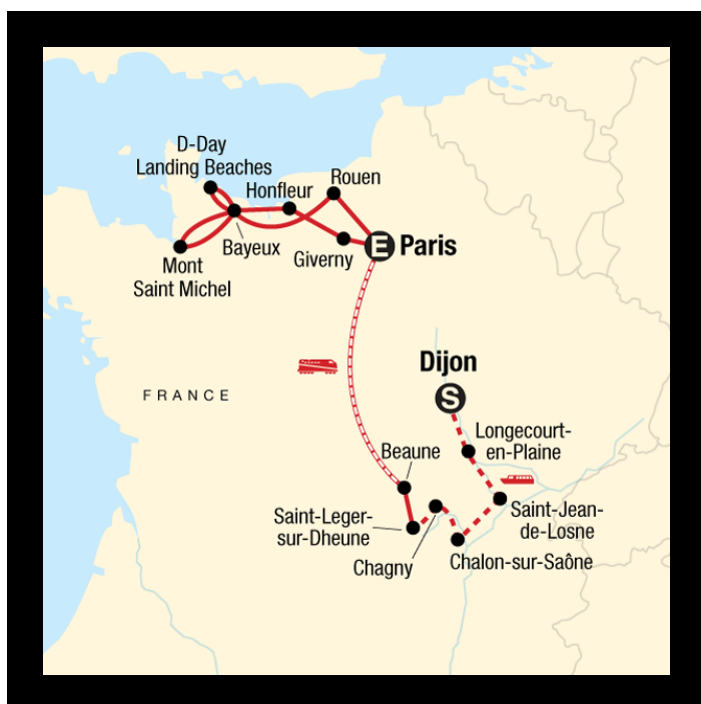 D-Day
Landing Beaches
Honfleur
Rouen
Bayeux
Giverny
E
Paris
Mont
Saint Michel
FRANCE
Dijon
S
Longecourt-
en-Plaine
Beaune
Saint-Leger-
sur-Dheune
Saint-Jean-
de-Losne
Chagny
Chalon-sur-Saône